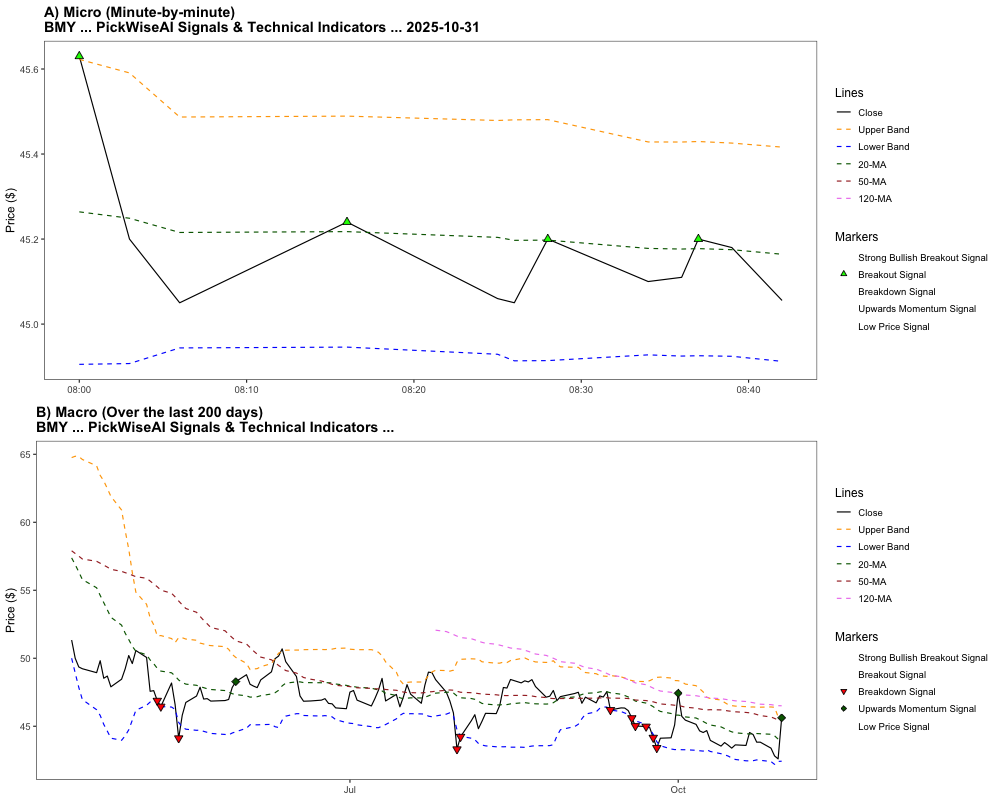 A) Micro (Minute-by-minute)
BMY ... PickWiseAI Signals & Technical Indicators ... 2025-10-31
Price ($)
45.6
45.4
45.2
45.0
08:00
08:10
08:20
08:30
08:40
Lines
Close
Upper Band
Lower Band
20-MA
50-MA
120-MA
Markers
Strong Bullish Breakout Signal
Breakout Signal
Breakdown Signal
Upwards Momentum Signal
Low Price Signal
B) Macro (Over the last 200 days)
BMY ... PickWiseAI Signals & Technical Indicators ...
Price ($)
65
60
55
50
45
Jul
Oct
Lines
Close
Upper Band
Lower Band
20-MA
50-MA
120-MA
Markers
Strong Bullish Breakout Signal
Breakout Signal
Breakdown Signal
Upwards Momentum Signal
Low Price Signal